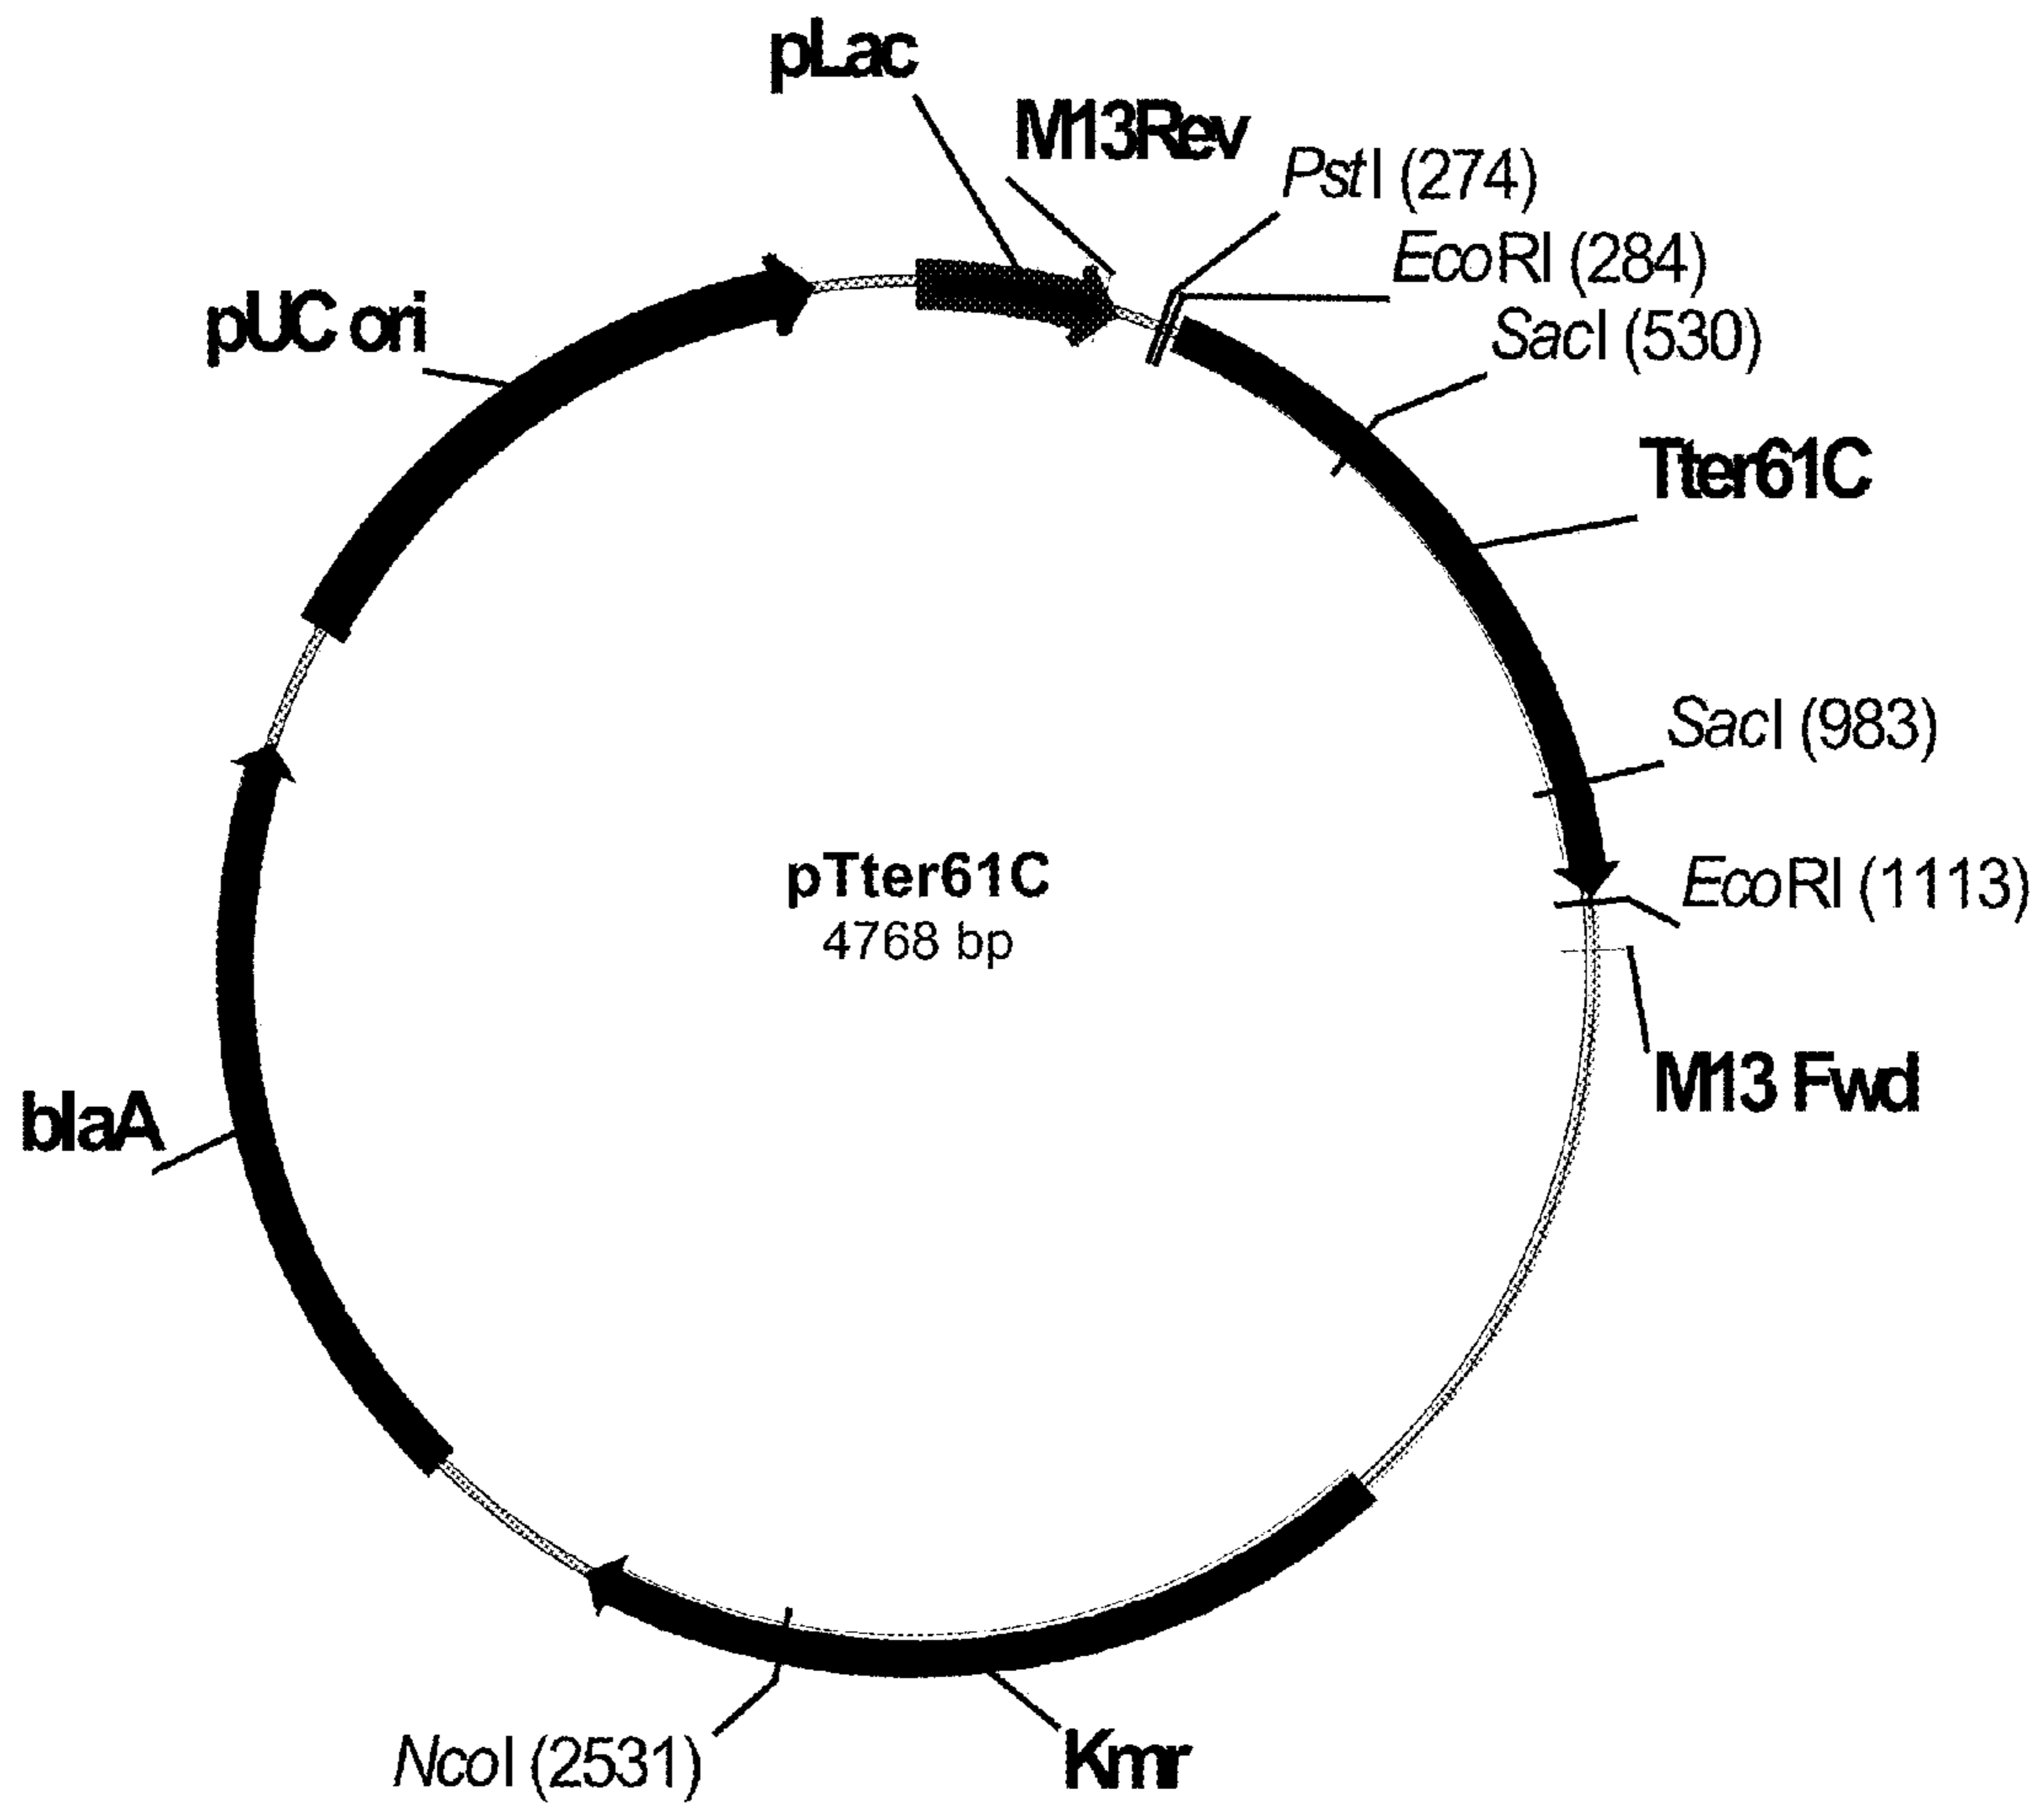 pLac
M13Rev
PstI (274)
EcoRI (284)
SacI (530)
pUC ori
Tter61C
SacI (983)
EcoRI (1113)
pTter61C
4768 bp
M13 Fwd
blaA
NcoI (2531)
Kmr